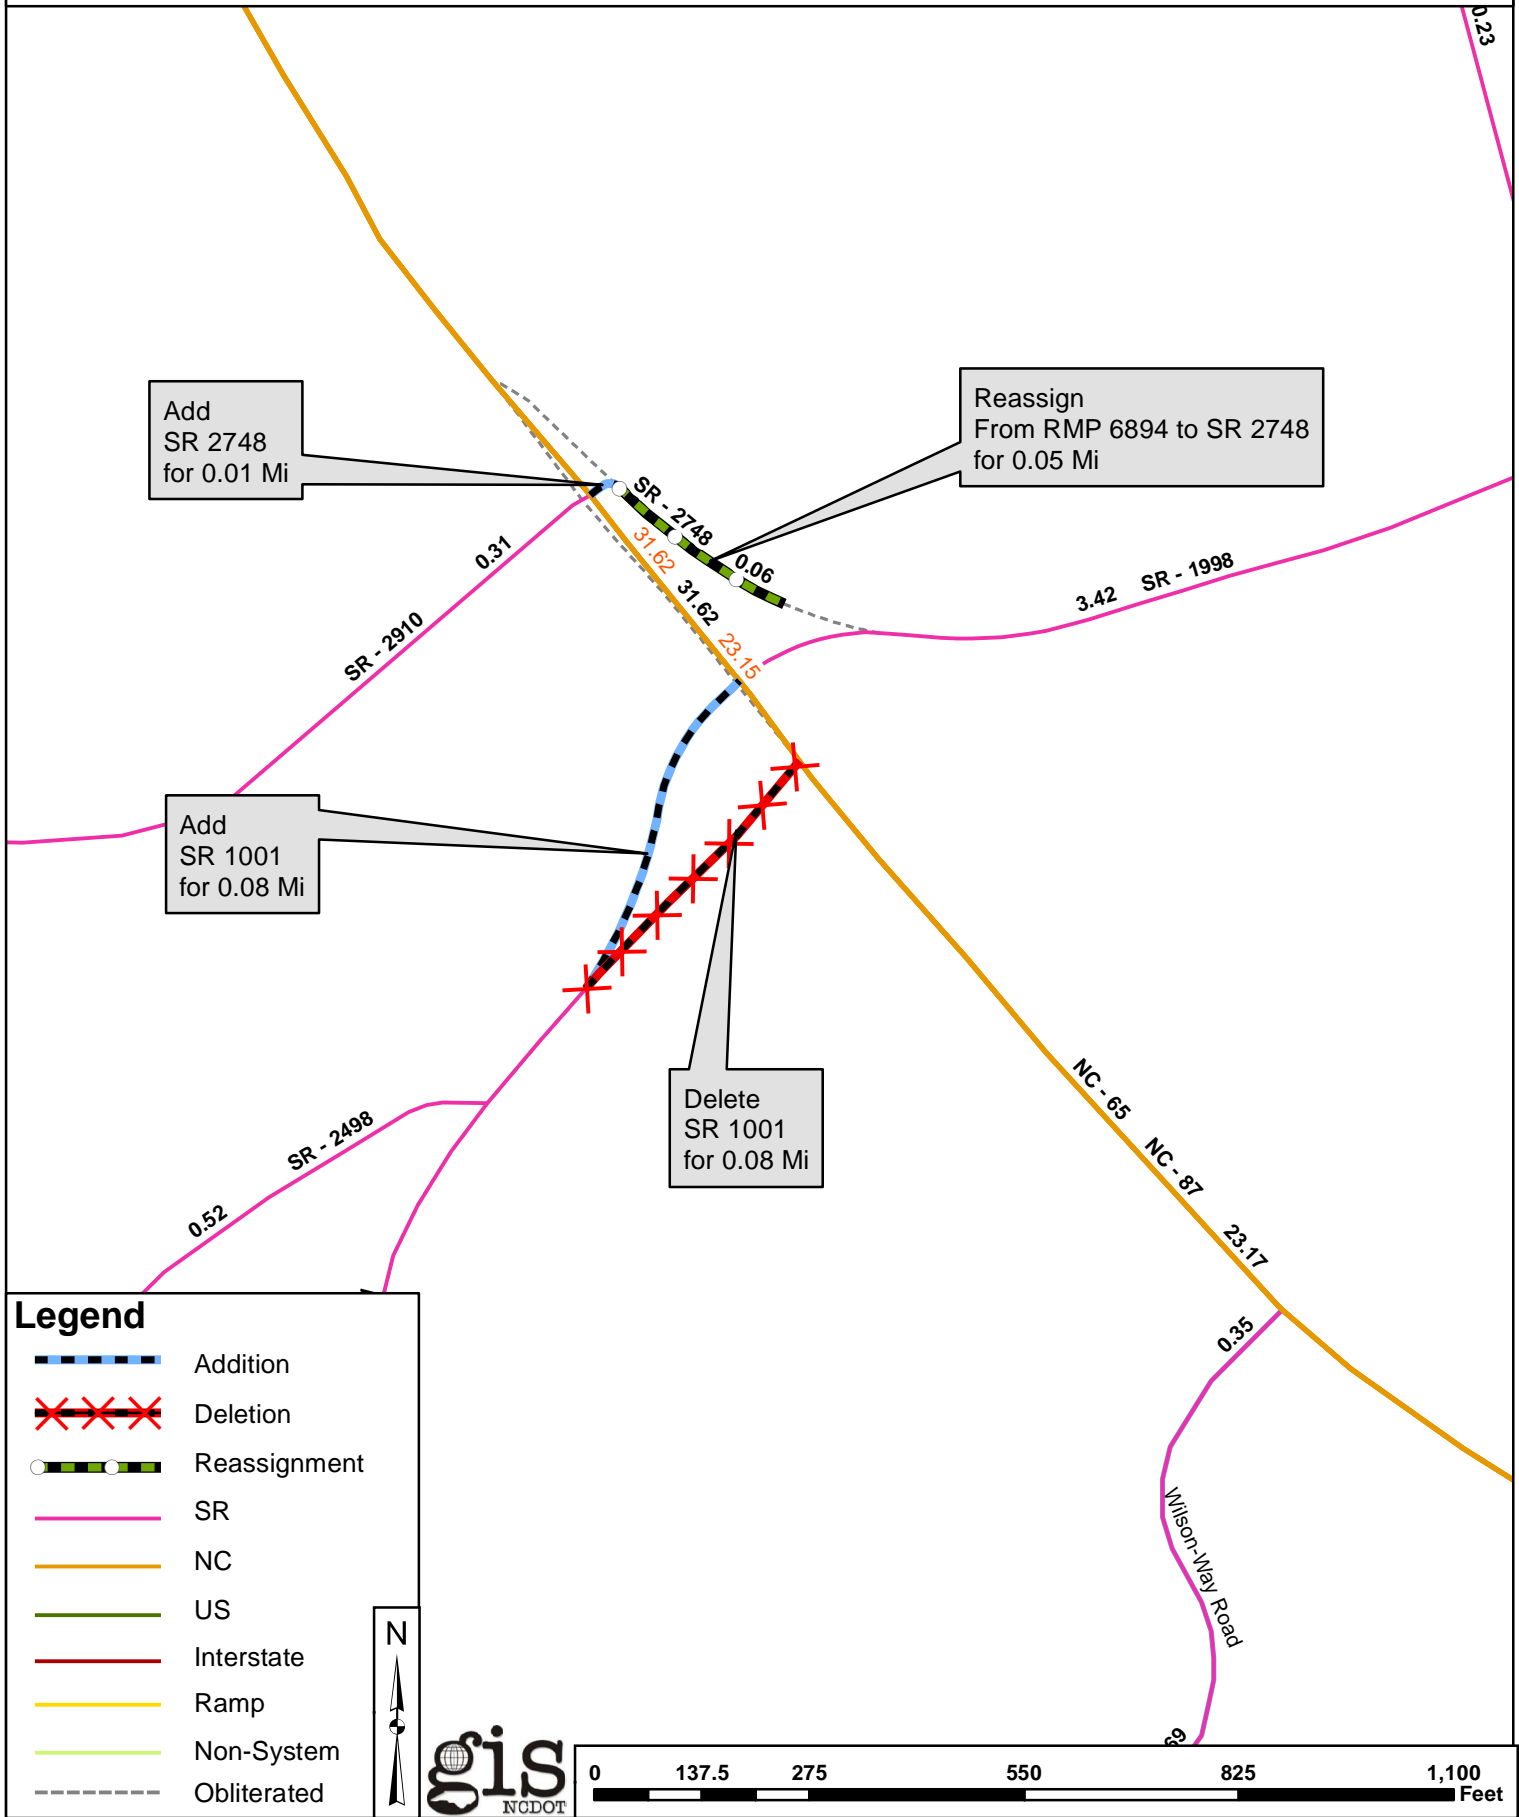 0.23
Add
SR 2748
for 0.01 Mi
Reassign
From RMP 6894 to SR 2748
for 0.05 Mi
SR - 2748
0.06
31.62
31.62
23.15
0.31
SR - 2910
3.42 SR - 1998
Add
SR 1001
for 0.08 Mi
Delete
SR 1001
for 0.08 Mi
SR - 2498
0.52
NC - 65
NC - 87
23.17
0.35
Wilson-Way Road
Legend
Addition
Deletion
Reassignment
SR
NC
US
Interstate
Ramp
Non-System
Obliterated
N
gis
NCDOT
0 137.5 275 550 825 1,100
Feet